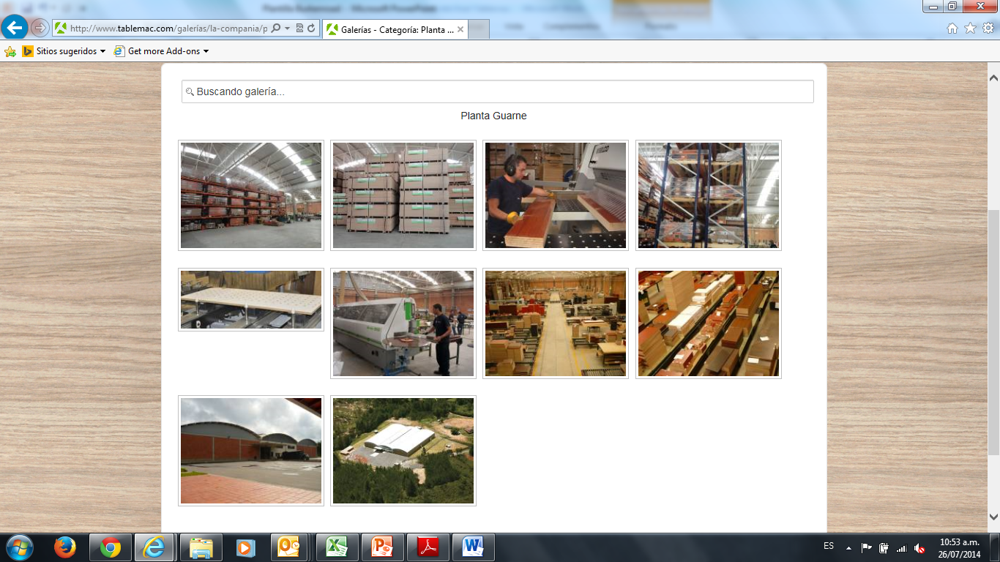 http://www.tablemac.com/galerías/la-compania/p
Galerías - Categoría: Planta ...
Sitios sugeridos
Get more Add-ons
Buscando galería...
Planta Guarne
ES
10:53 a.m.
26/07/2014